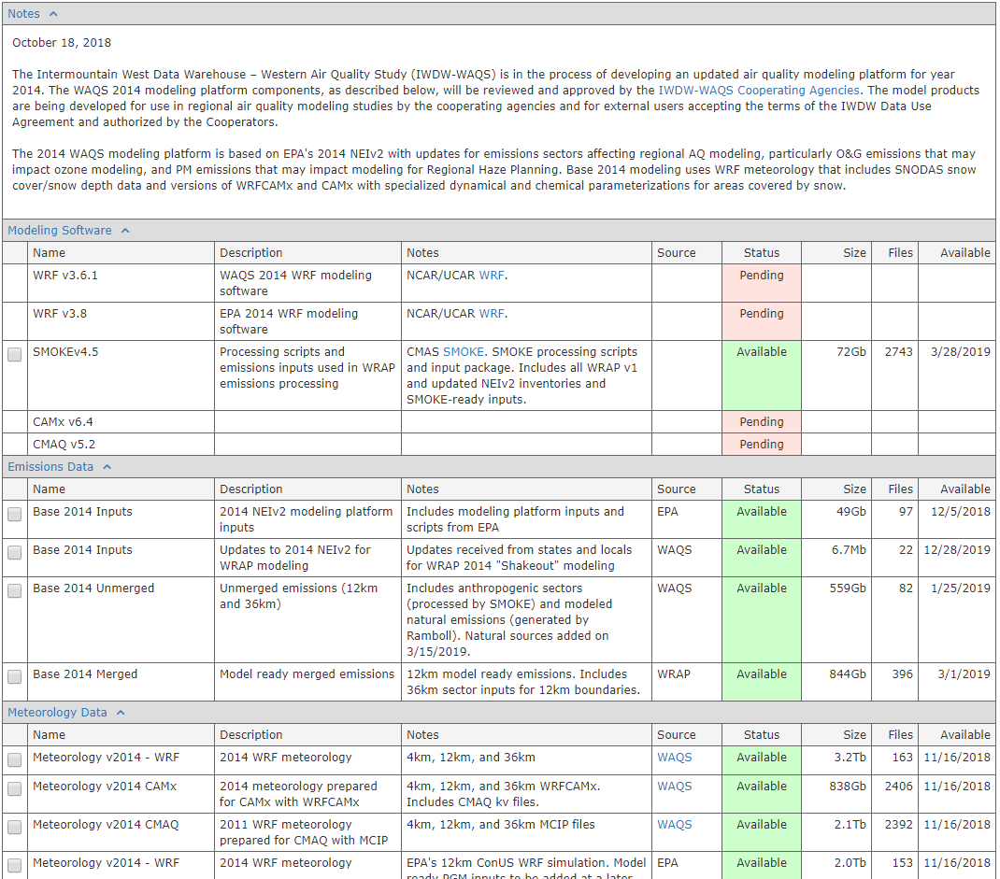 Notes
October 18, 2018
The Intermountain West Data Warehouse – Western Air Quality Study (IWDW-WAQS) is in the process of developing an updated air quality modeling platform for year
2014. The WAQS 2014 modeling platform components, as described below, will be reviewed and approved by the IWDW-WAQS Cooperating Agencies. The model products
are being developed for use in regional air quality modeling studies by the cooperating agencies and for external users accepting the terms of the IWDW Data Use
Agreement and authorized by the Cooperators.
The 2014 WAQS modeling platform is based on EPA's 2014 NEIv2 with updates for emissions sectors affecting regional AQ modeling, particularly O&G emissions that may
impact ozone modeling, and PM emissions that may impact modeling for Regional Haze Planning. Base 2014 modeling uses WRF meteorology that includes SNODAS snow
cover/snow depth data and versions of WRFCAMx and CAMx with specialized dynamical and chemical parameterizations for areas covered by snow.
Modeling Software
Name Description Notes Source Status Size Files Available
WRF v3.6.1 WAQS 2014 WRF modeling NCAR/UCAR WRF. Pending
software
WRF v3.8 EPA 2014 WRF modeling NCAR/UCAR WRF. Pending
software
SMOKEv4.5 Processing scripts and CMAS SMOKE. SMOKE processing scripts Available 72Gb 2743 3/28/2019
emissions inputs used in WRAP and input package. Includes all WRAP v1
emissions processing and updated NEIv2 inventories and
SMOKE-ready inputs.
CAMx v6.4 Pending
CMAQ v5.2 Pending
Emissions Data
Name Description Notes Source Status Size Files Available
Base 2014 Inputs 2014 NEIv2 modeling platform Includes modeling platform inputs and EPA Available 49Gb 97 12/5/2018
inputs scripts from EPA
Base 2014 Inputs Updates to 2014 NEIv2 for Updates received from states and locals WAQS Available 6.7Mb 22 12/28/2019
WRAP modeling for WRAP 2014 "Shakeout" modeling
Base 2014 Unmerged Unmerged emissions (12km Includes anthropogenic sectors WAQS Available 559Gb 82 1/25/2019
and 36km) (processed by SMOKE) and modeled
natural emissions (generated by
Ramboll). Natural sources added on
3/15/2019.
Base 2014 Merged Model ready merged emissions 12km model ready emissions. Includes WRAP Available 844Gb 396 3/1/2019
36km sector inputs for 12km boundaries.
Meteorology Data
Name Description Notes Source Status Size Files Available
Meteorology v2014 - WRF 2014 WRF meteorology 4km, 12km, and 36km WAQS Available 3.2Tb 163 11/16/2018
Meteorology v2014 CAMx 2014 meteorology prepared 4km, 12km, and 36km WRFCAMx. WAQS Available 838Gb 2406 11/16/2018
for CAMx with WRFCAMx Includes CMAQ kv files.
Meteorology v2014 CMAQ 2011 WRF meteorology 4km, 12km, and 36km MCIP files WAQS Available 2.1Tb 2392 11/16/2018
prepared for CMAQ with MCIP
Meteorology v2014 - WRF 2014 WRF meteorology EPA's 12km ConUS WRF simulation. Model EPA Available 2.0Tb 153 11/16/2018
ready PGM inputs to be added at a later